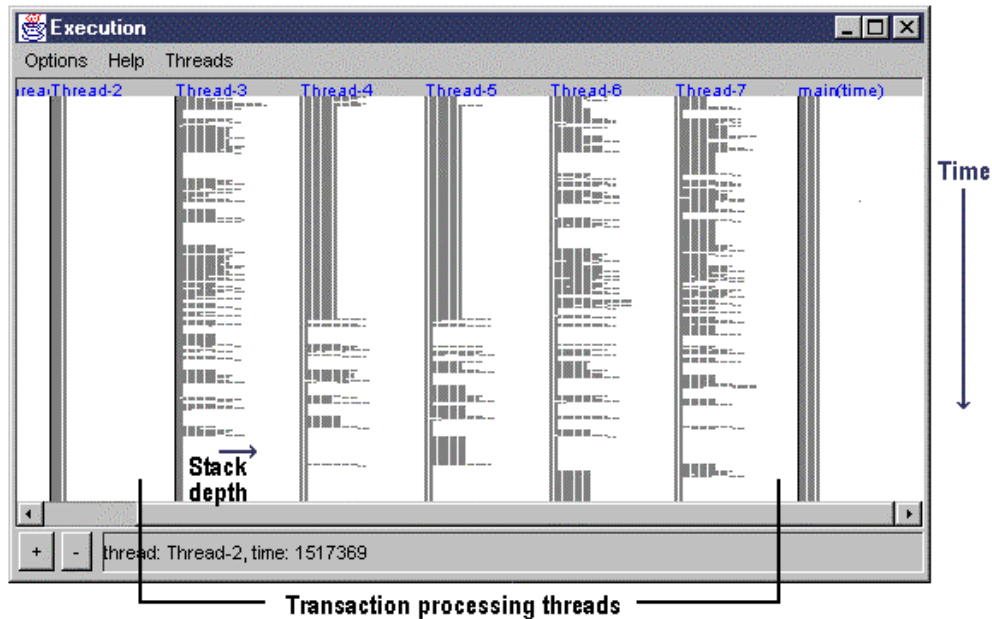 Execution
Options Help Threads
Thread-2 Thread-3 Thread-4 Thread-5 Thread-6 Thread-7 main(time)
Time
Stack
depth
+ - thread: Thread-2, time: 1517369
Transaction processing threads